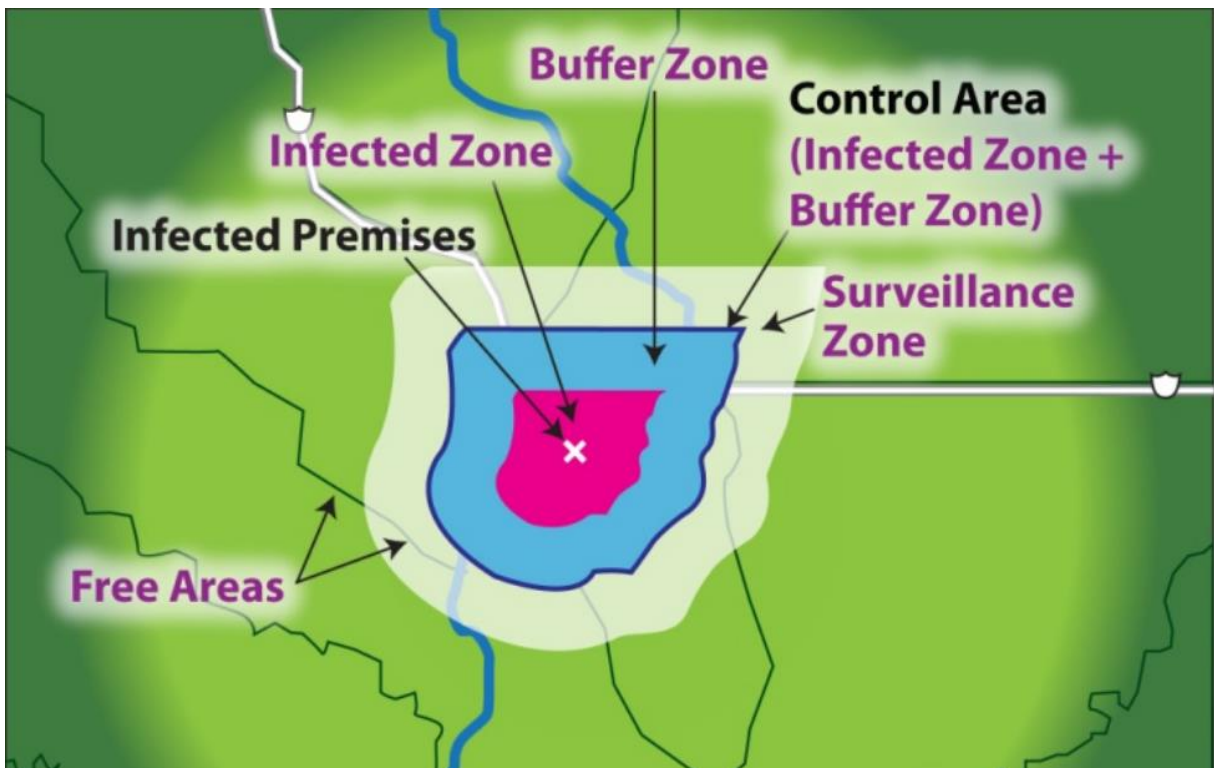 Buffer Zone
Control Area
(Infected Zone +
Buffer Zone)
Infected Zone
Infected Premises
Surveillance
Zone
Free Areas